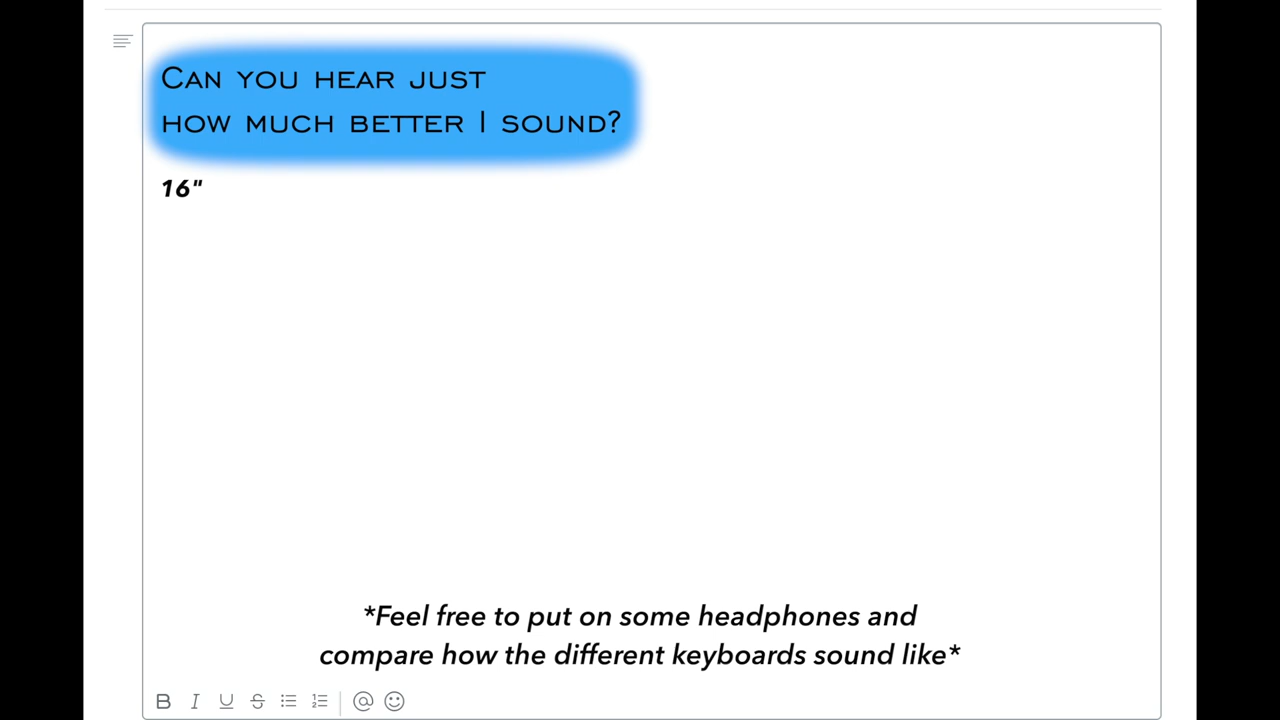 Can you hear just
how much better I sound?
16"
*Feel free to put on some headphones and
compare how the different keyboards sound like*
B I U S @